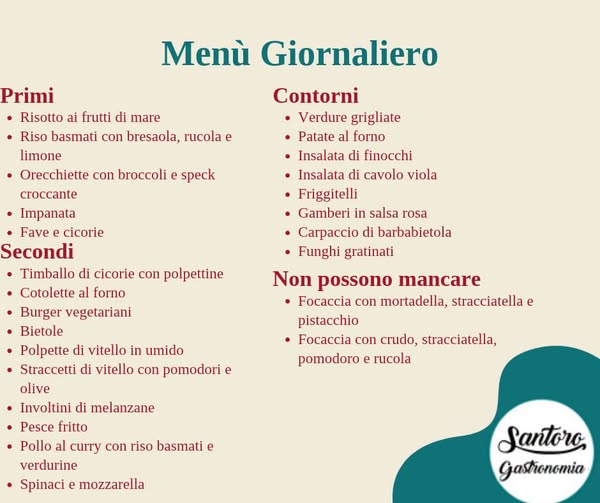 Menù Giornaliero
Primi
Risotto ai frutti di mare
Riso basmati con bresaola, rucola e
limone
Orecchiette con broccoli e speck
croccante
Impanata
Fave e cicorie
Secondi
Timballo di cicorie con polpettine
Cotolette al forno
Burger vegetariani
Bietole
Polpette di vitello in umido
Straccetti di vitello con pomodori e
olive
Involtini di melanzane
Pesce fritto
Pollo al curry con riso basmati e
verdurine
Spinaci e mozzarella
Contorni
Verdure grigliate
Patate al forno
Insalata di finocchi
Insalata di cavolo viola
Friggitelli
Gamberi in salsa rosa
Carpaccio di barbabietola
Funghi gratinati
Non possono mancare
Focaccia con mortadella, stracciatella e
pistacchio
Focaccia con crudo, stracciatella,
pomodoro e rucola
Santoro
Gastronomia